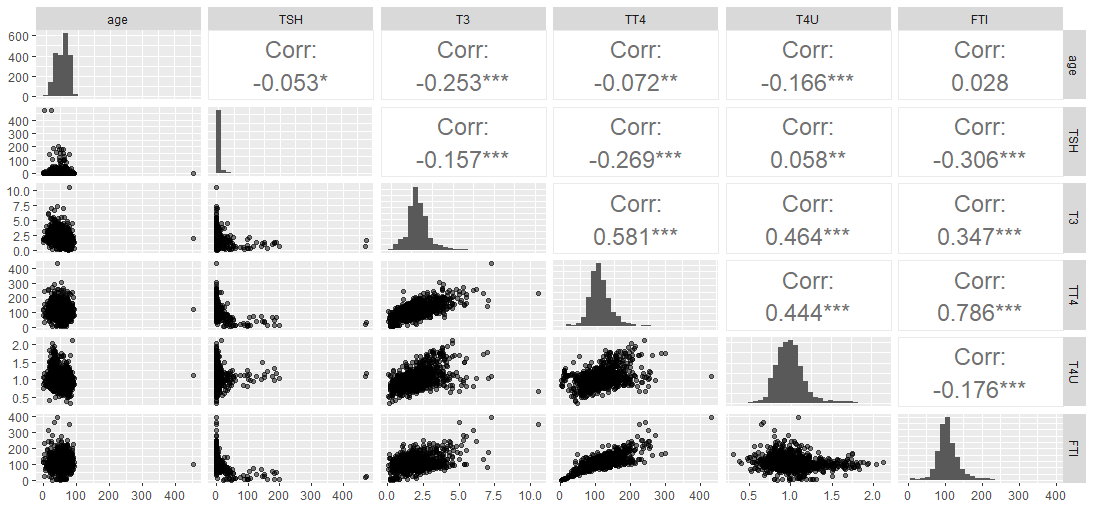 age TSH T3 TT4 T4U FTI
600
400
200
0
Corr:
-0.053*
Corr:
-0.253***
Corr:
-0.072**
Corr:
-0.166***
Corr:
0.028
age
400
300
200
100
0
Corr:
-0.157***
Corr:
-0.269***
Corr:
0.058**
Corr:
-0.306***
TSH
10.0
7.5
5.0
2.5
0.0
Corr:
0.581***
Corr:
0.464***
Corr:
0.347***
T3
400
300
200
100
0
Corr:
0.444***
Corr:
0.786***
TT4
2.0
1.5
1.0
0.5
Corr:
-0.176***
T4U
400
300
200
100
0
FTI
0 100 200 300 400 0 100 200 300 400 0.0 2.5 5.0 7.5 10.0 0 100 200 300 400 0.5 1.0 1.5 2.0 0 100 200 300 400